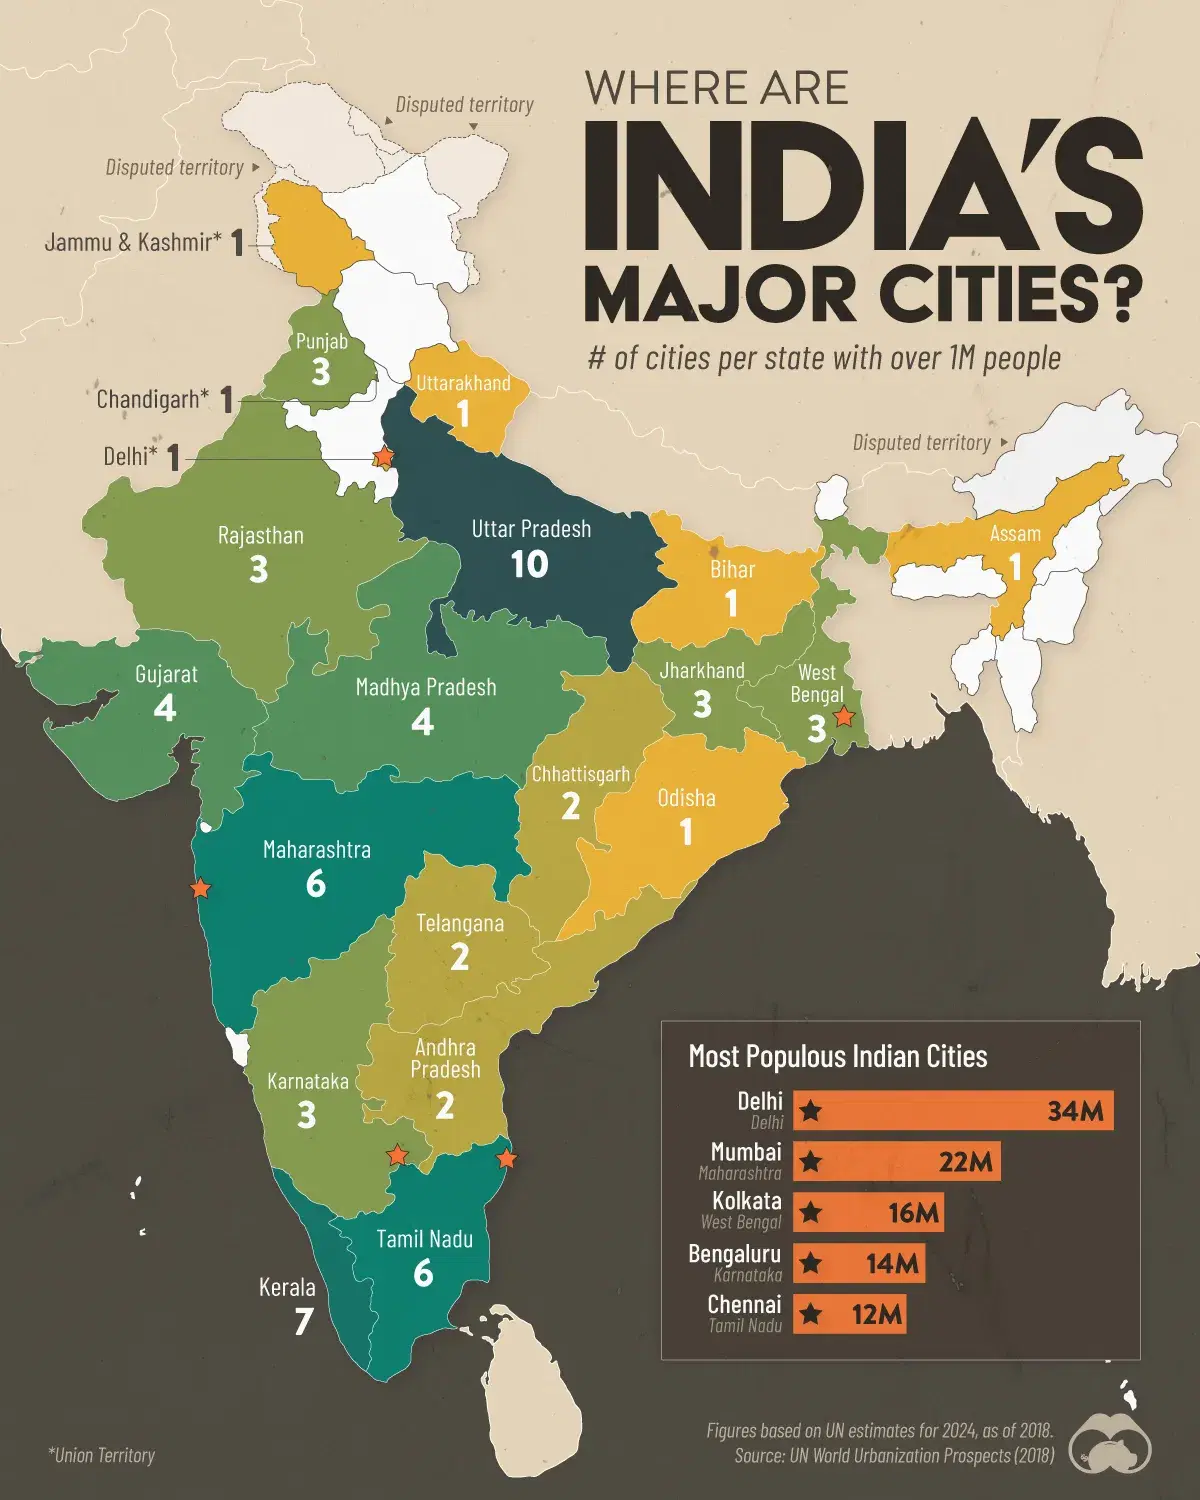 WHERE ARE
INDIA'S
MAJOR CITIES?
# of cities per state with over 1M people
Disputed territory
Disputed territory
Jammu & Kashmir* 1
Punjab
3
Chandigarh* 1
Uttarakhand
1
Delhi* 1
Disputed territory
Rajasthan
3
Uttar Pradesh
10
Bihar
1
Assam
1
Gujarat
4
Madhya Pradesh
4
Jharkhand
3
West
Bengal
3
Chhattisgarh
2
Odisha
1
Maharashtra
6
Telangana
2
Andhra
Pradesh
2
Karnataka
3
Tamil Nadu
6
Kerala
7
Most Populous Indian Cities
Delhi
Delhi
34M
Mumbai
Maharashtra
22M
Kolkata
West Bengal
16M
Bengaluru
Karnataka
14M
Chennai
Tamil Nadu
12M
*Union Territory
Figures based on UN estimates for 2024, as of 2018.
Source: UN World Urbanization Prospects (2018)